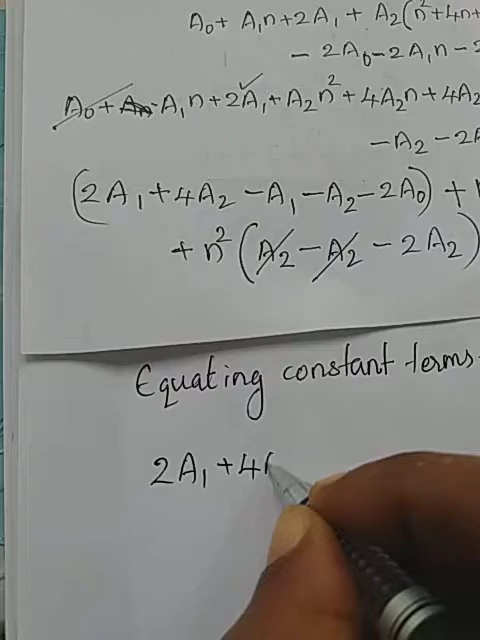 A₀ + A₁n + 2A₁ + A₂(n² + 4n +
- 2A₀ - 2A₁n - 2
A₀ + A₁n + 2A₁ + A₂n² + 4A₂n + 4A₂
- A₂ - 2A
(2A₁ + 4A₂ - A₁ - A₂ - 2A₀) + n
+ n² (A₂ - A₂ - 2A₂)
Equating constant terms
2A₁ + 4